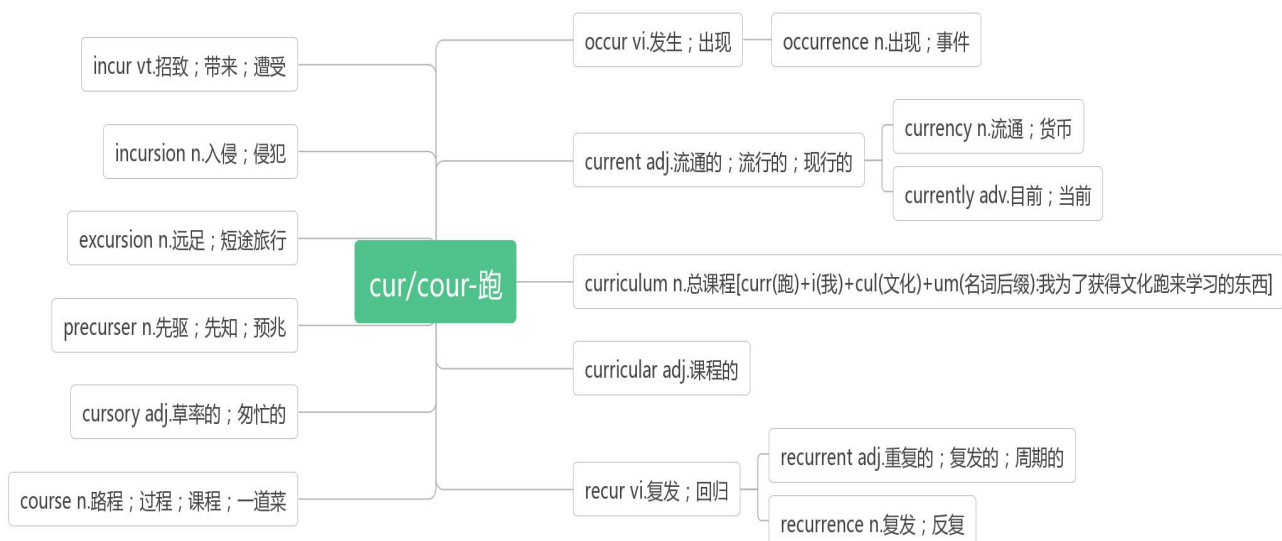 cur/cour-跑
occur vi.发生；出现
occurrence n.出现；事件
current adj.流通的；流行的；现行的
currency n.流通；货币
currently adv.目前；当前
curriculum n.总课程[curr(跑)+i(我)+cul(文化)+um(名词后缀):我为了获得文化跑来学习的东西]
curricular adj.课程的
recur vi.复发；回归
recurrent adj.重复的；复发的；周期的
recurrence n.复发；反复
incur vt.招致；带来；遭受
incursion n.入侵；侵犯
excursion n.远足；短途旅行
precurser n.先驱；先知；预兆
cursory adj.草率的；匆忙的
course n.路程；过程；课程；一道菜